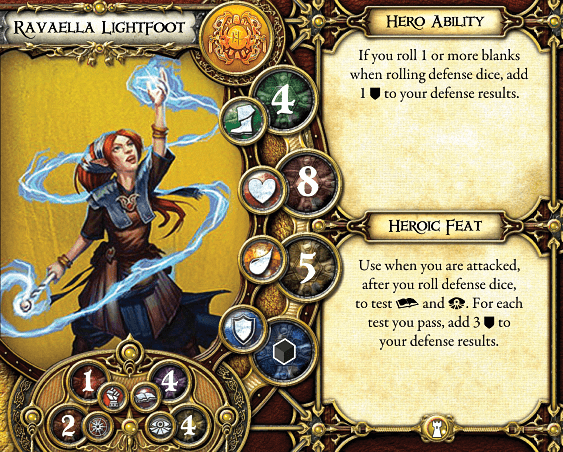 Ravaella Lightfoot
4
8
5
1
4
2
4
Hero Ability
If you roll 1 or more blanks
when rolling defense dice, add
1 to your defense results.
Heroic Feat
Use when you are attacked,
after you roll defense dice,
to test and . For each
test you pass, add 3 to
your defense results.